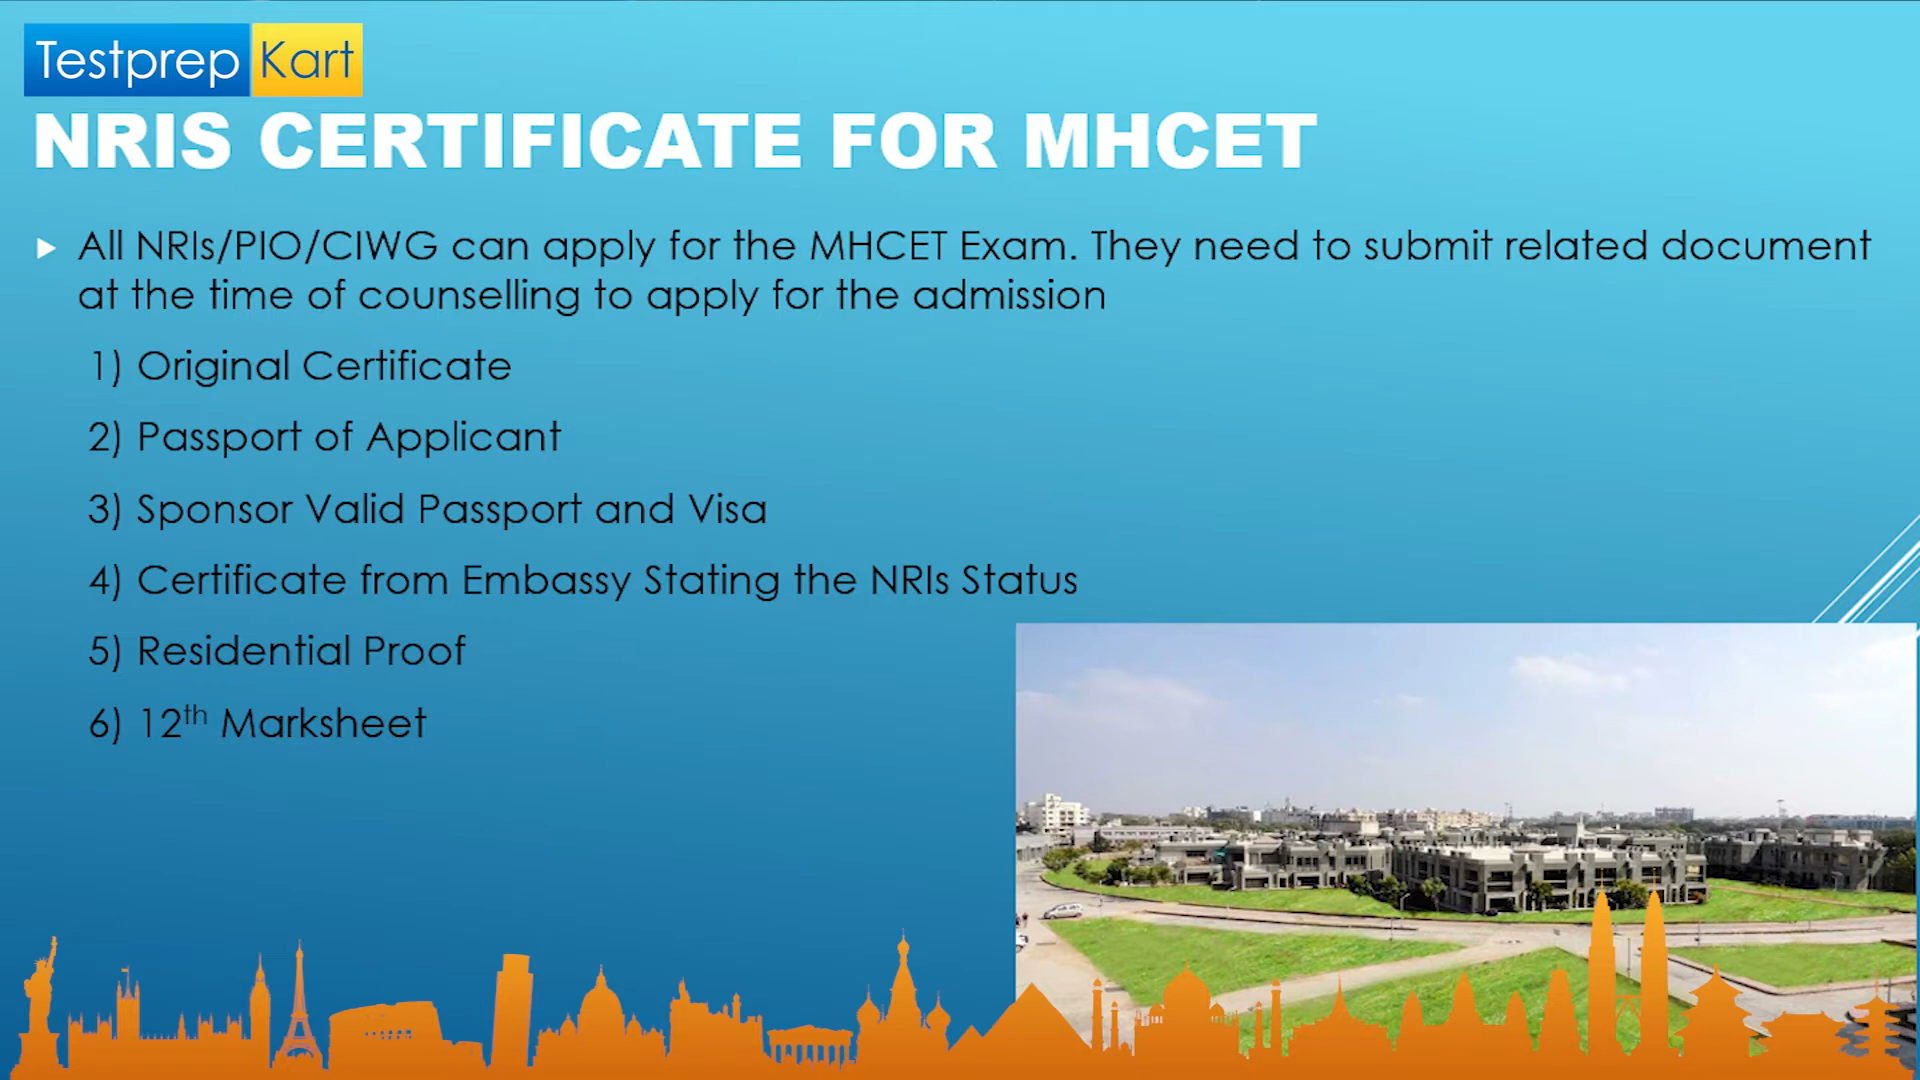 Testprep Kart
NRIS CERTIFICATE FOR MHCET
All NRIs/PIO/CIWG can apply for the MHCET Exam. They need to submit related document
at the time of counselling to apply for the admission
1) Original Certificate
2) Passport of Applicant
3) Sponsor Valid Passport and Visa
4) Certificate from Embassy Stating the NRIs Status
5) Residential Proof
6) 12th Marksheet